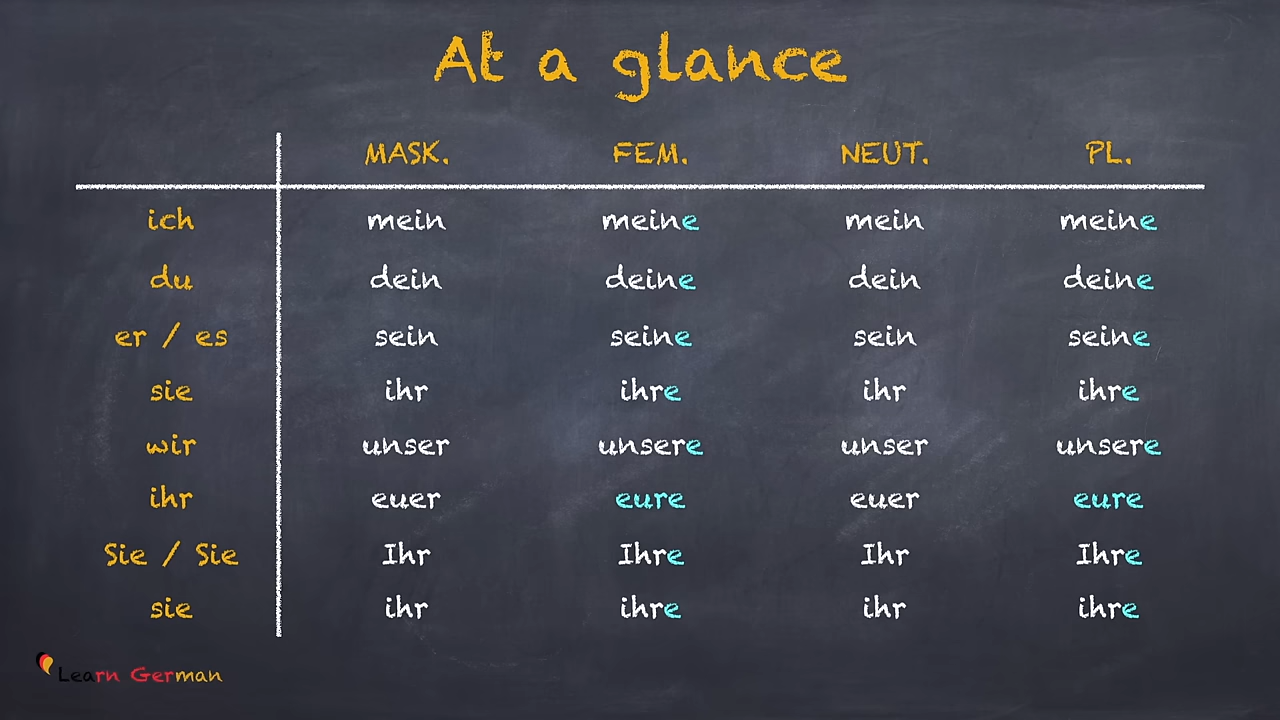 At a glance
MASK. FEM. NEUT. PL.
ich mein meine mein meine
du dein deine dein deine
er / es sein seine sein seine
sie ihr ihre ihr ihre
wir unser unsere unser unsere
ihr euer eure euer eure
Sie / Sie Ihr Ihre Ihr Ihre
sie ihr ihre ihr ihre
Learn German